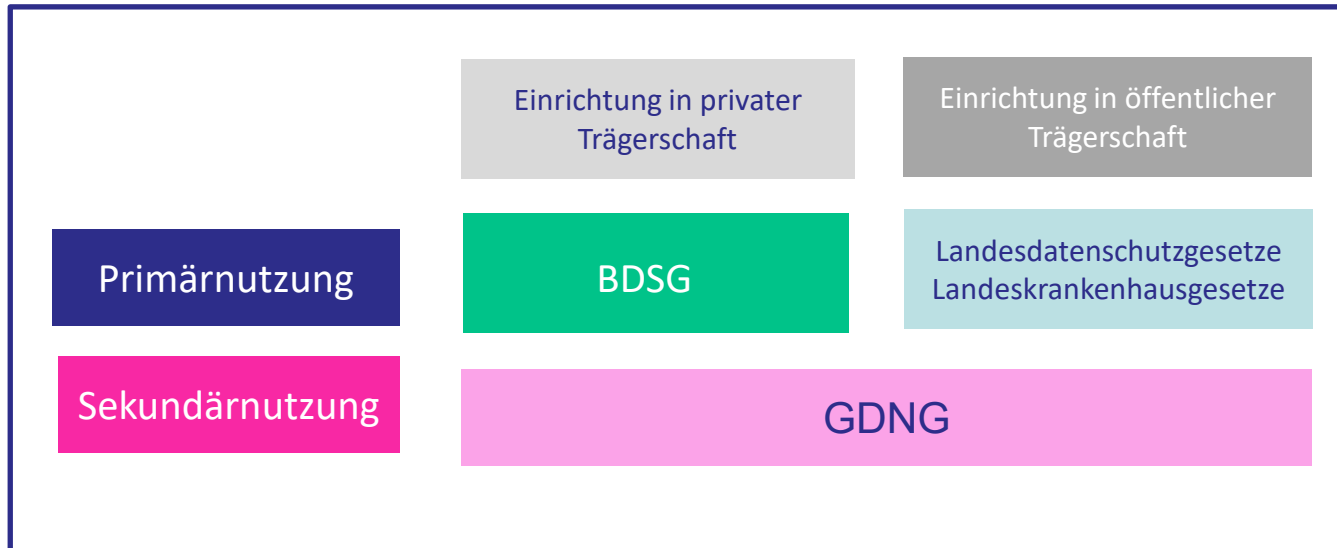 Einrichtung in privater
Trägerschaft
Einrichtung in öffentlicher
Trägerschaft
Primärnutzung
BDSG
Landesdatenschutzgesetze
Landeskrankenhausgesetze
Sekundärnutzung
GDNG